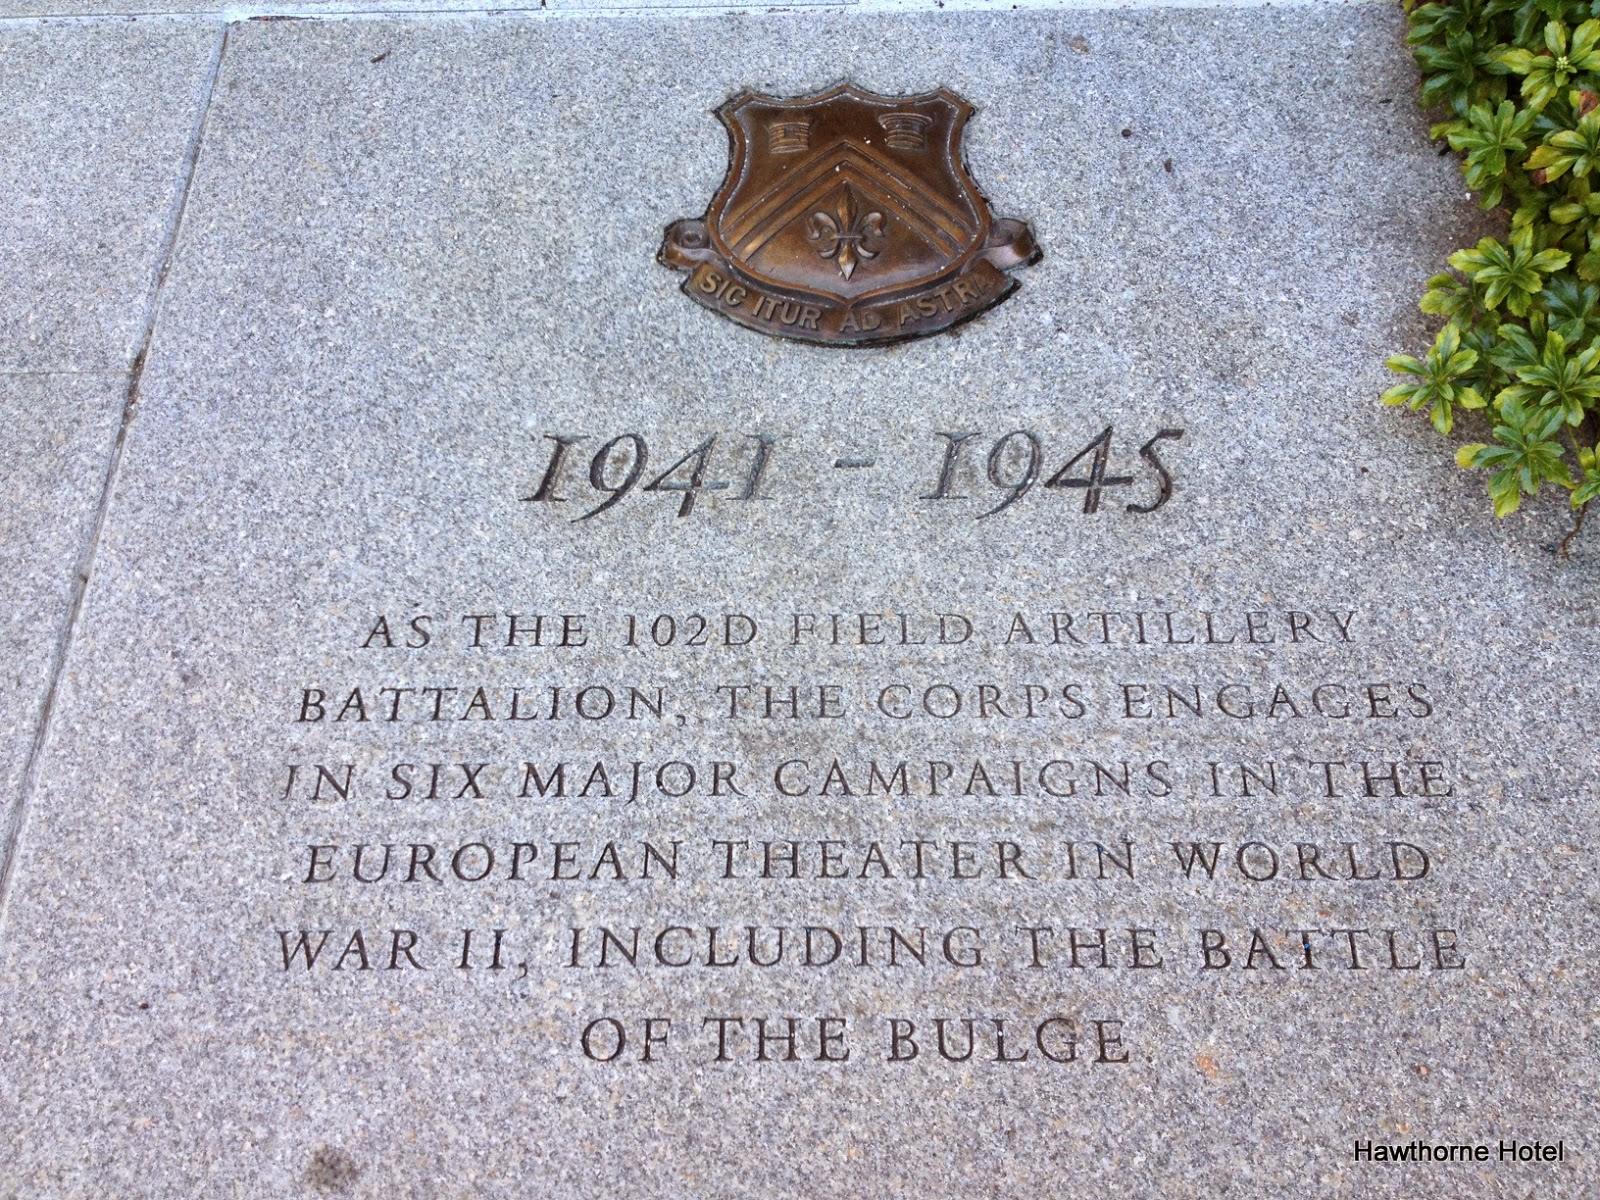 SIC ITUR AD ASTRA
1941 - 1945
AS THE 102D FIELD ARTILLERY
BATTALION, THE CORPS ENGAGES
IN SIX MAJOR CAMPAIGNS IN THE
EUROPEAN THEATER IN WORLD
WAR II, INCLUDING THE BATTLE
OF THE BULGE
Hawthorne Hotel